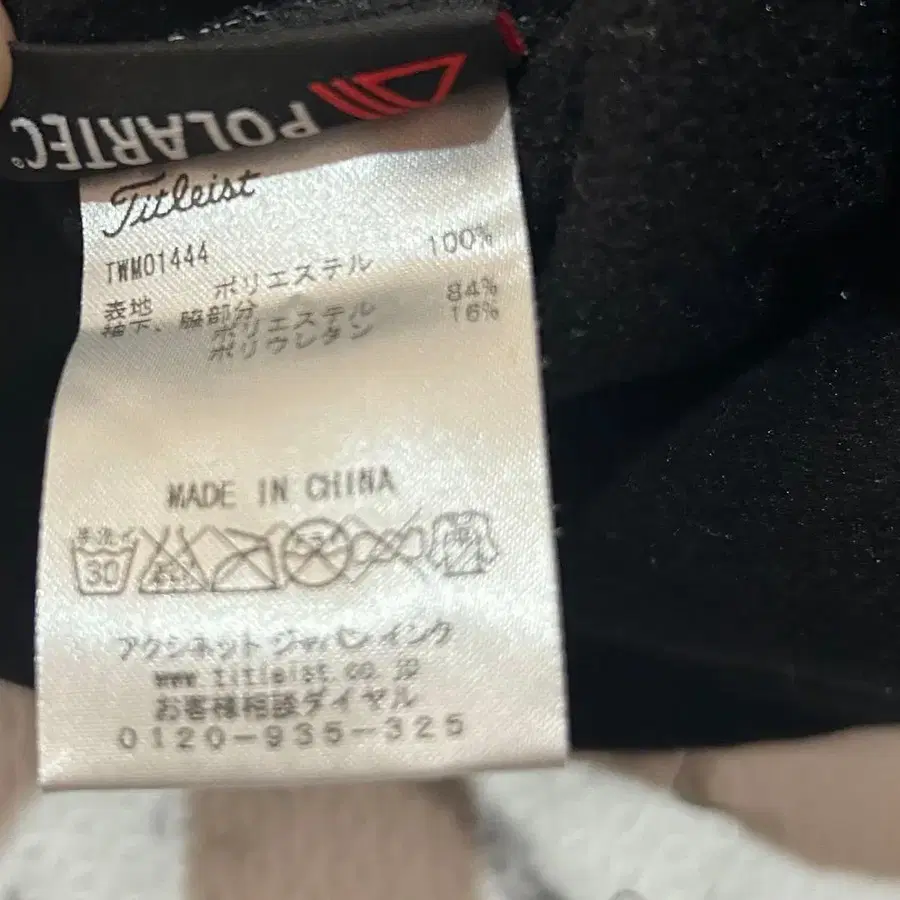 POLARTEC®
Titleist
TWM01444
表地 ポリエステル 100%
袖下、脇部分 ポリエステル 84%
ポリウレタン 16%
MADE IN CHINA
手洗イ
30
アクシネット ジャパン インク
www.titleist.co.jp
お客様相談ダイヤル
0120-935-325